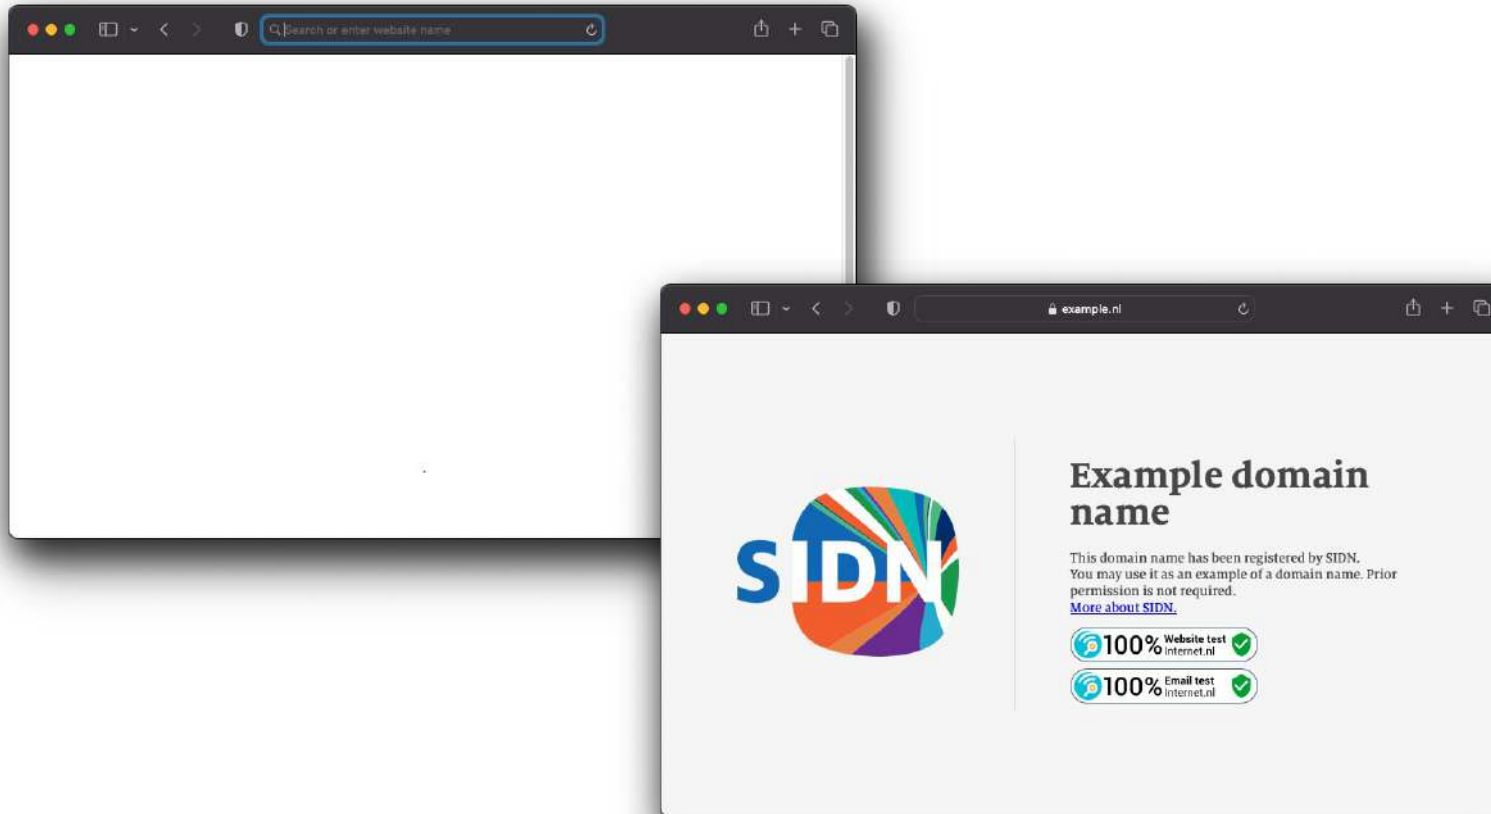 Search or enter website name
example.nl
SIDN
Example domain
name
This domain name has been registered by SIDN.
You may use it as an example of a domain name. Prior
permission is not required.
More about SIDN.
100% Website test
Internet.nl
100% Email test
Internet.nl